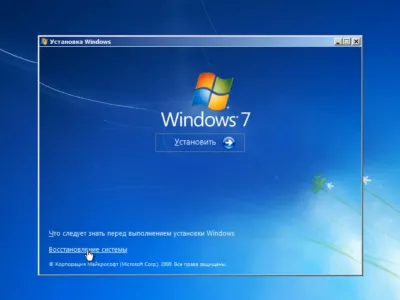 Установка Windows
Windows 7
Установить
Что следует знать перед выполнением установки Windows
Восстановление системы
© Корпорация Майкрософт (Microsoft Corp.), 2009. Все права защищены.